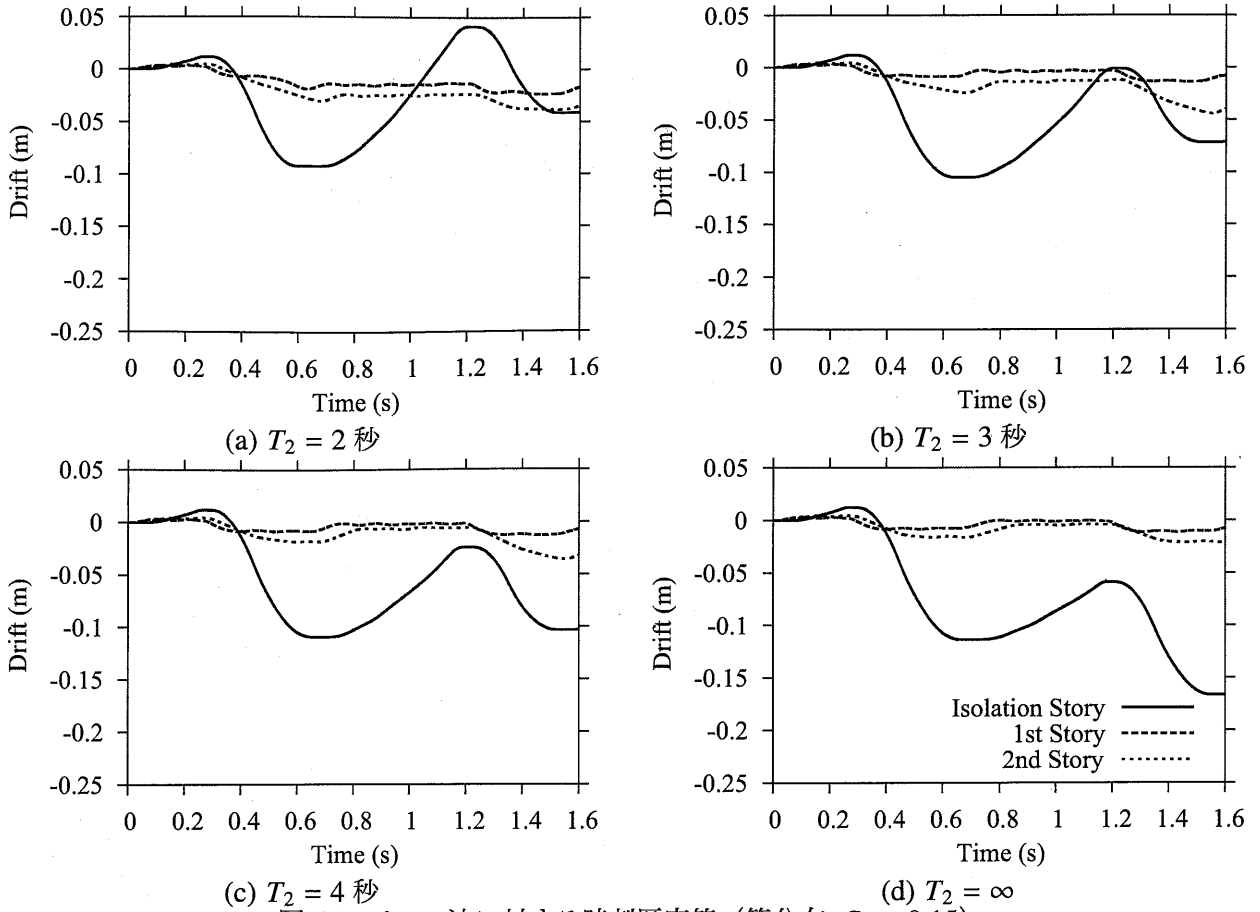 0.05
0
-0.05
-0.1
-0.15
-0.2
-0.25
Drift (m)
0 0.2 0.4 0.6 0.8 1 1.2 1.4 1.6
Time (s)
(a) T₂ = 2 秒
0.05
0
-0.05
-0.1
-0.15
-0.2
-0.25
Drift (m)
0 0.2 0.4 0.6 0.8 1 1.2 1.4 1.6
Time (s)
(b) T₂ = 3 秒
0.05
0
-0.05
-0.1
-0.15
-0.2
-0.25
Drift (m)
0 0.2 0.4 0.6 0.8 1 1.2 1.4 1.6
Time (s)
(c) T₂ = 4 秒
0.05
0
-0.05
-0.1
-0.15
-0.2
-0.25
Drift (m)
Isolation Story
1st Story
2nd Story
0 0.2 0.4 0.6 0.8 1 1.2 1.4 1.6
Time (s)
(d) T₂ = ∞